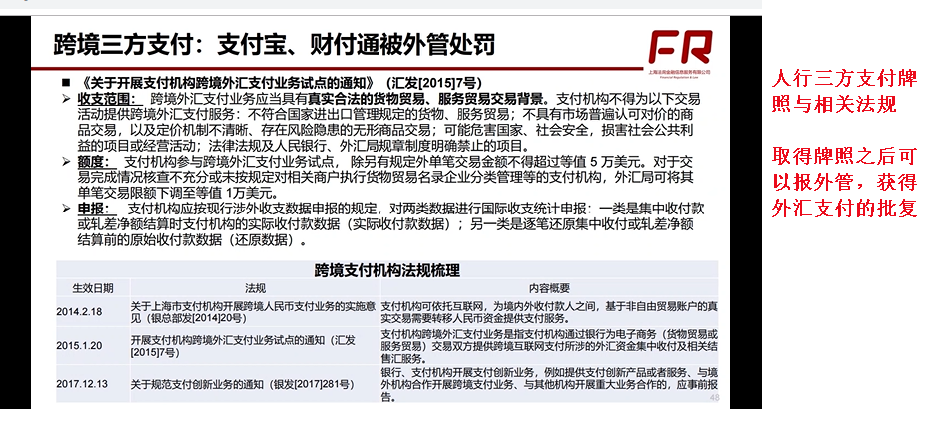 跨境三方支付：支付宝、财付通被外管处罚
FR
上海法询金融信息服务有限公司
Financial Regulation & Law
■ 《关于开展支付机构跨境外汇支付业务试点的通知》（汇发[2015]7号）
➢ 收支范围： 跨境外汇支付业务应当具有真实合法的货物贸易、服务贸易交易背景。支付机构不得为以下交易
活动提供跨境外汇支付服务：不符合国家进出口管理规定的货物、服务贸易；不具有市场普遍认可对价的商
品交易，以及定价机制不清晰、存在风险隐患的无形商品交易；可能危害国家、社会安全，损害社会公共利
益的项目或经营活动；法律法规及人民银行、外汇局规章制度明确禁止的项目。
➢ 额度： 支付机构参与跨境外汇支付业务试点， 除另有规定外单笔交易金额不得超过等值 5 万美元。对于交
易完成情况核查不充分或未按规定对相关商户执行货物贸易名录企业分类管理等的支付机构，外汇局可将其
单笔交易限额下调至等值 1万美元。
➢ 申报： 支付机构应按现行涉外收支数据申报的规定，对两类数据进行国际收支统计申报：一类是集中收付款
或轧差净额结算时支付机构的实际收付款数据（实际收付款数据）；另一类是逐笔还原集中收付或轧差净额
结算前的原始收付款数据（还原数据）。
跨境支付机构法规梳理
生效日期 法规 内容概要
2014.2.18 关于上海市支付机构开展跨境人民币支付业务的实施意 支付机构可依托互联网，为境内外收付款人之间，基于非自由贸易账户的真
见（银总部发[2014]20号） 实交易需要转移人民币资金提供支付服务。
2015.1.20 开展支付机构跨境外汇支付业务试点的通知（汇发 支付机构跨境外汇支付业务是指支付机构通过银行为电子商务（货物贸易或
[2015]7号） 服务贸易）交易双方提供跨境互联网支付所涉的外汇资金集中收付及相关结
售汇服务。
2017.12.13 关于规范支付创新业务的通知（银发[2017]281号） 银行、支付机构开展支付创新业务，例如提供支付创新产品或者服务、与境
外机构合作开展跨境支付业务、与其他机构开展重大业务合作的，应事前报
告。
48
人行三方支付牌
照与相关法规
取得牌照之后可
以报外管，获得
外汇支付的批复